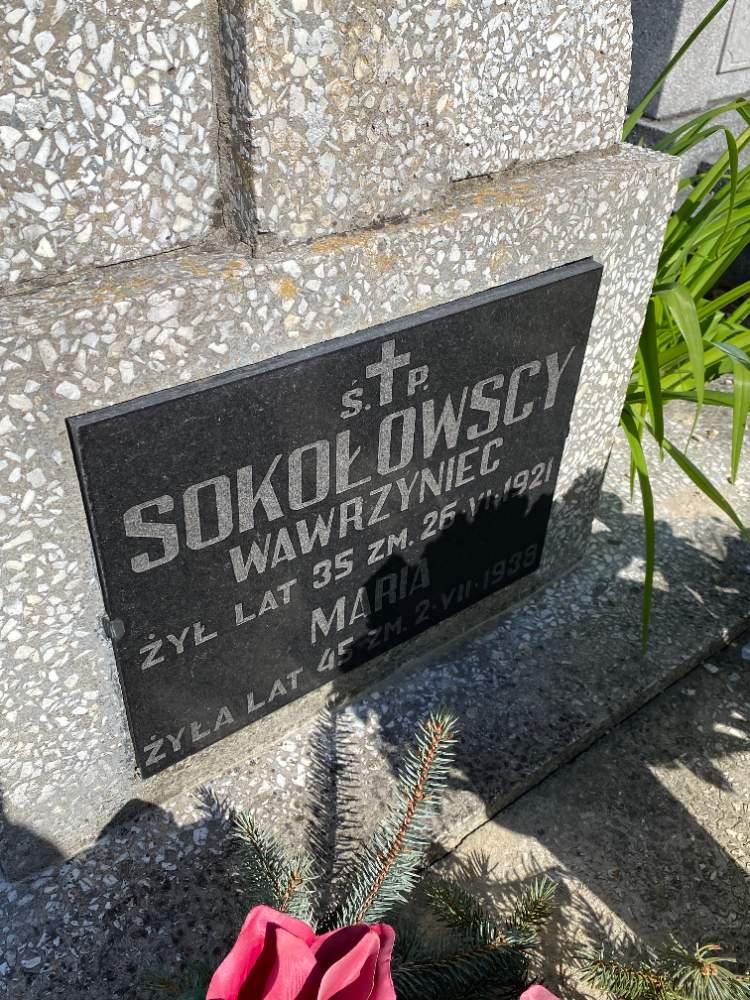 Ś. P.
SOKOŁOWSCY
WAWRZYNIEC
ŻYŁ LAT 35 ZM. 26·VI·1921
MARIA
ŻYŁA LAT 45 ZM. 2·VII·1938